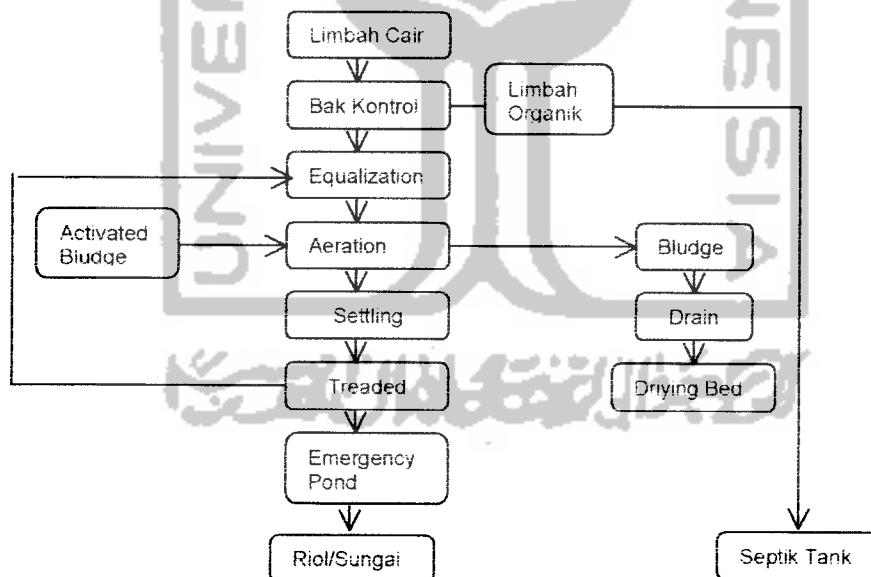 Limbah Cair
Bak Kontrol
Limbah
Organik
Equalization
Activated
Bludge
Aeration
Bludge
Settling
Drain
Treaded
Driying Bed
Emergency
Pond
Riol/Sungai
Septik Tank